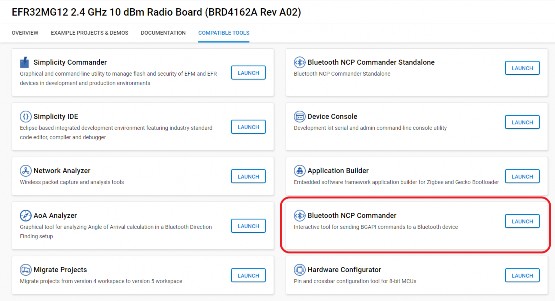 EFR32MG12 2.4 GHz 10 dBm Radio Board (BRD4162A Rev A02)
OVERVIEW EXAMPLE PROJECTS & DEMOS DOCUMENTATION COMPATIBLE TOOLS
Simplicity Commander
Graphical and command line utility to manage flash and security of EFM and EFR
devices in development and production environments
LAUNCH
Bluetooth NCP Commander Standalone
Bluetooth NCP Commander Standalone
LAUNCH
Simplicity IDE
Eclipse based integrated development environment featuring industry standard
code editor, compiler and debugger
LAUNCH
Device Console
Development kit serial and admin command line console utility
LAUNCH
Network Analyzer
Wireless packet capture and analysis tools
LAUNCH
Application Builder
Embedded software framework application builder for Zigbee and Gecko Bootloader
LAUNCH
AoA Analyzer
Graphical tool for analyzing Angle of Arrival calculation in a Bluetooth Direction
Finding setup
LAUNCH
Bluetooth NCP Commander
Interactive tool for sending BGAPI commands to a Bluetooth device
LAUNCH
Migrate Projects
Migrate projects from version 4 workspace to version 5 workspace
LAUNCH
Hardware Configurator
Pin and crossbar configuration tool for 8-bit MCUs
LAUNCH